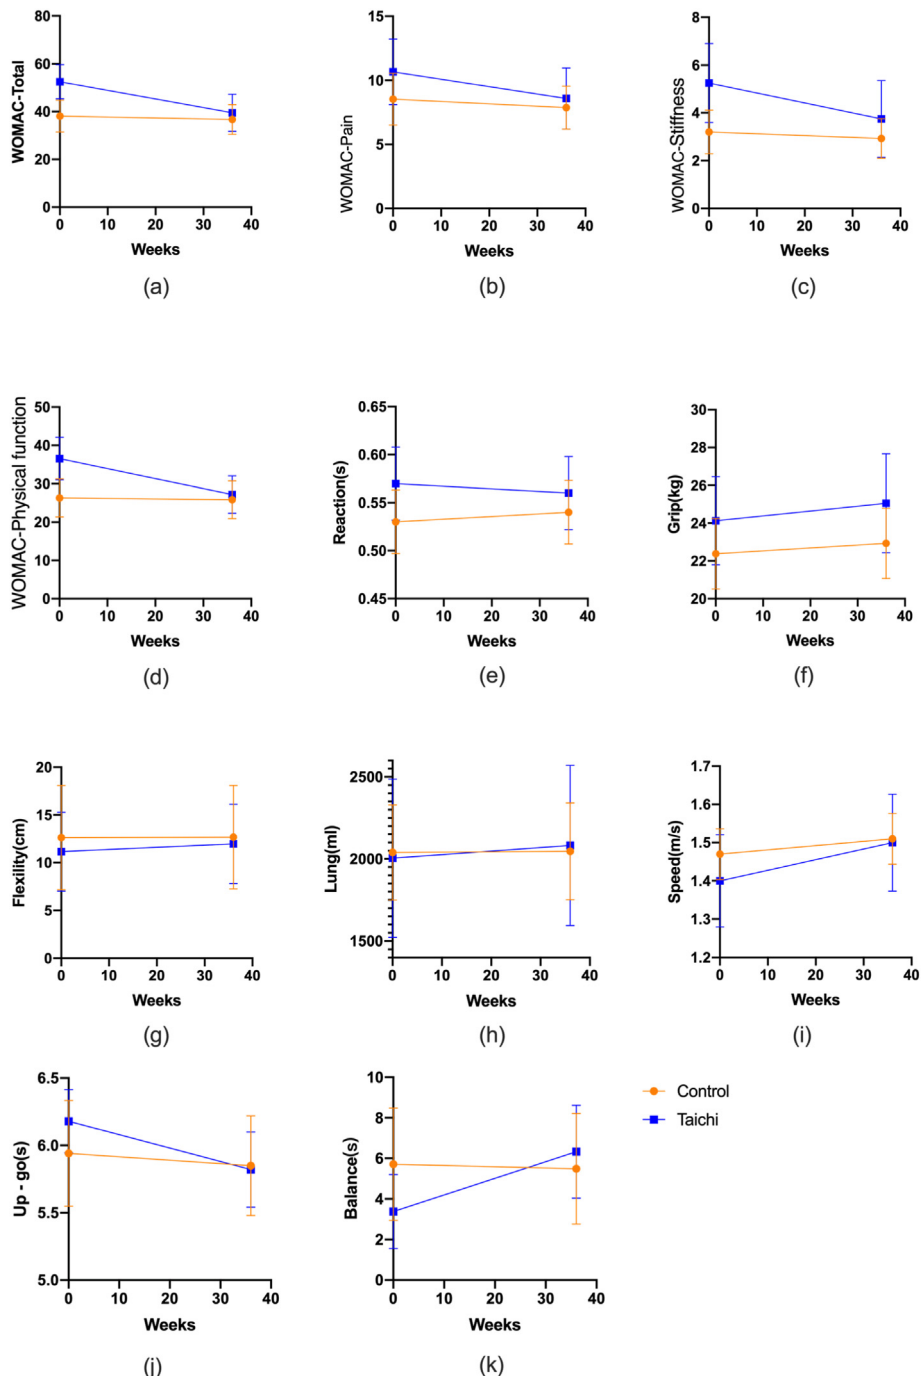 WOMAC-Total
80
60
40
20
0
0 10 20 30 40
Weeks
(a)
WOMAC-Pain
15
10
5
0
0 10 20 30 40
Weeks
(b)
WOMAC-Stiffness
8
6
4
2
0
0 10 20 30 40
Weeks
(c)
WOMAC-Physical function
50
40
30
20
10
0
0 10 20 30 40
Weeks
(d)
Reaction(s)
0.65
0.60
0.55
0.50
0.45
0 10 20 30 40
Weeks
(e)
Grip(kg)
30
28
26
24
22
20
0 10 20 30 40
Weeks
(f)
Flexility(cm)
20
15
10
5
0
0 10 20 30 40
Weeks
(g)
Lung(ml)
2500
2000
1500
0 10 20 30 40
Weeks
(h)
Speed(m/s)
1.7
1.6
1.5
1.4
1.3
1.2
0 10 20 30 40
Weeks
(i)
Up - go(s)
6.5
6.0
5.5
5.0
0 10 20 30 40
Weeks
(j)
Balance(s)
10
8
6
4
2
0
0 10 20 30 40
Weeks
(k)
Control
Taichi